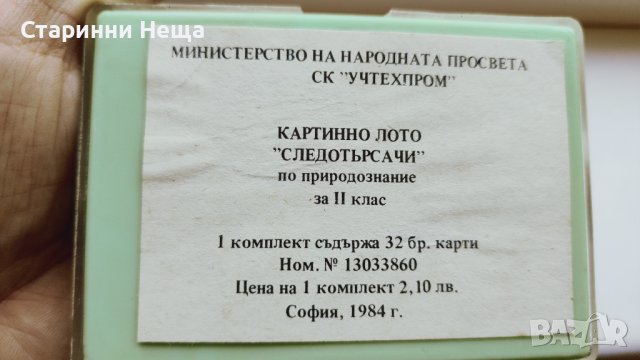 Старинни Неща
МИНИСТЕРСТВО НА НАРОДНАТА ПРОСВЕТА
СК "УЧТЕХПРОМ"
КАРТИННО ЛОТО
"СЛЕДОТЪРСАЧИ"
по природознание
за II клас
1 комплект съдържа 32 бр. карти
Ном. № 13033860
Цена на 1 комплект 2,10 лв.
София, 1984 г.
BAZAR